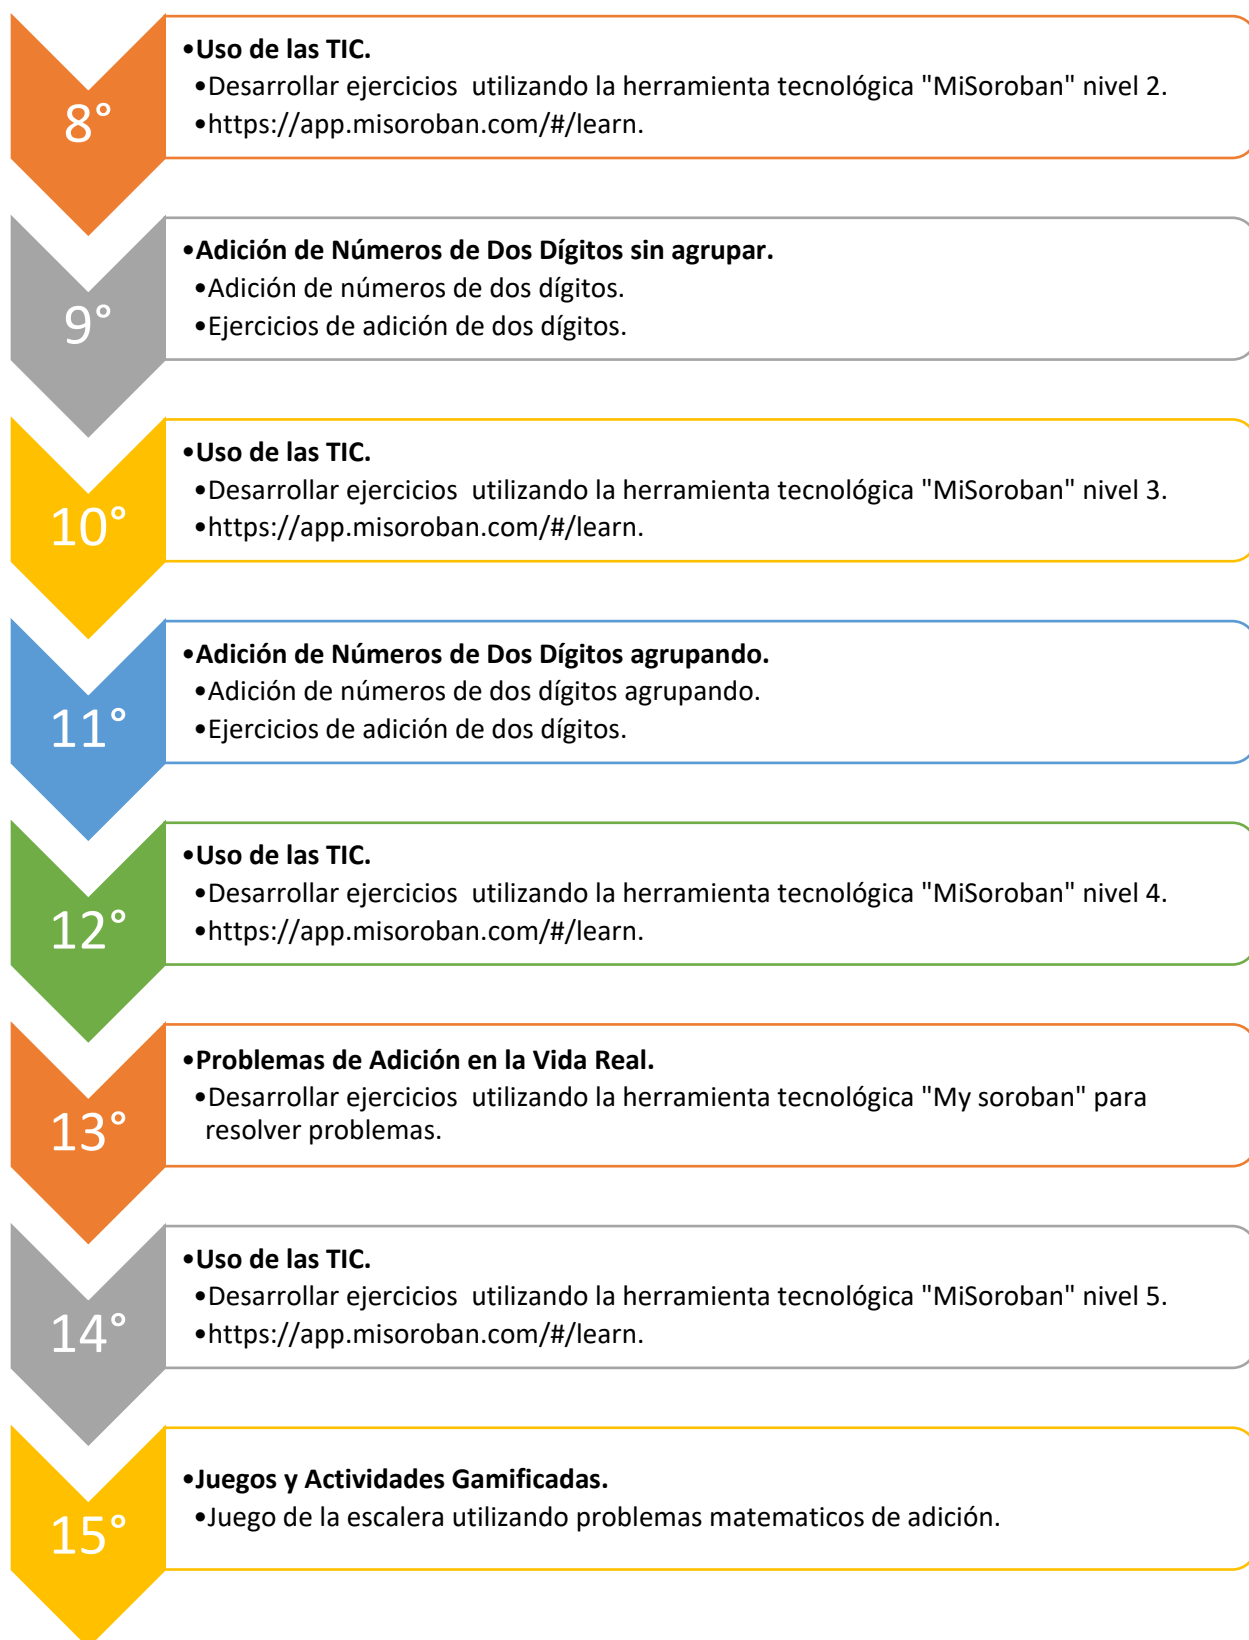 8°
•Uso de las TIC.
•Desarrollar ejercicios  utilizando la herramienta tecnológica "MiSoroban" nivel 2.
•https://app.misoroban.com/#/learn.
9°
•Adición de Números de Dos Dígitos sin agrupar.
•Adición de números de dos dígitos.
•Ejercicios de adición de dos dígitos.
10°
•Uso de las TIC.
•Desarrollar ejercicios  utilizando la herramienta tecnológica "MiSoroban" nivel 3.
•https://app.misoroban.com/#/learn.
11°
•Adición de Números de Dos Dígitos agrupando.
•Adición de números de dos dígitos agrupando.
•Ejercicios de adición de dos dígitos.
12°
•Uso de las TIC.
•Desarrollar ejercicios  utilizando la herramienta tecnológica "MiSoroban" nivel 4.
•https://app.misoroban.com/#/learn.
13°
•Problemas de Adición en la Vida Real.
•Desarrollar ejercicios  utilizando la herramienta tecnológica "My soroban" para
resolver problemas.
14°
•Uso de las TIC.
•Desarrollar ejercicios  utilizando la herramienta tecnológica "MiSoroban" nivel 5.
•https://app.misoroban.com/#/learn.
15°
•Juegos y Actividades Gamificadas.
•Juego de la escalera utilizando problemas matematicos de adición.